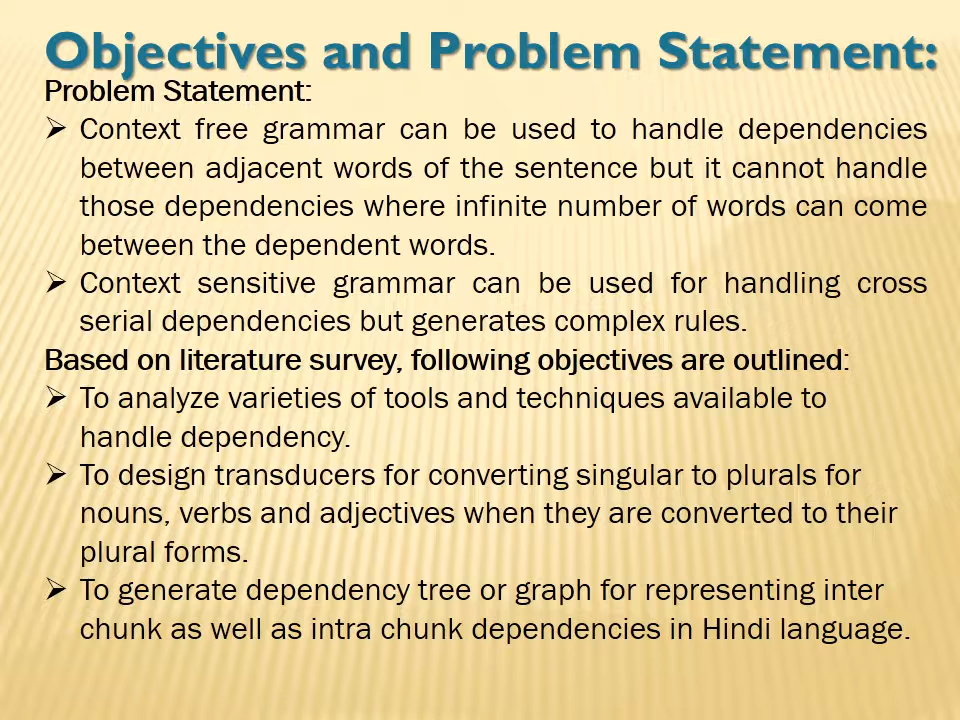 Objectives and Problem Statement:
Problem Statement:
➢ Context free grammar can be used to handle dependencies
between adjacent words of the sentence but it cannot handle
those dependencies where infinite number of words can come
between the dependent words.
➢ Context sensitive grammar can be used for handling cross
serial dependencies but generates complex rules.
Based on literature survey, following objectives are outlined:
➢ To analyze varieties of tools and techniques available to
handle dependency.
➢ To design transducers for converting singular to plurals for
nouns, verbs and adjectives when they are converted to their
plural forms.
➢ To generate dependency tree or graph for representing inter
chunk as well as intra chunk dependencies in Hindi language.